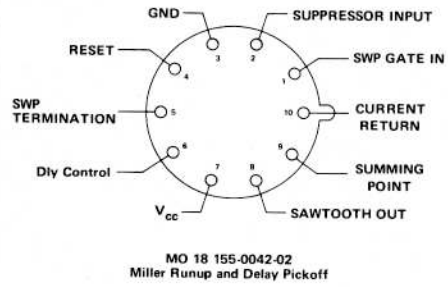 GND
SUPPRESSOR INPUT
RESET
3
2
SWP GATE IN
4
1
SWP
TERMINATION
5
10
CURRENT
RETURN
6
9
Dly Control
7
8
SUMMING
POINT
Vcc
SAWTOOTH OUT
MO 18 155-0042-02
Miller Runup and Delay Pickoff